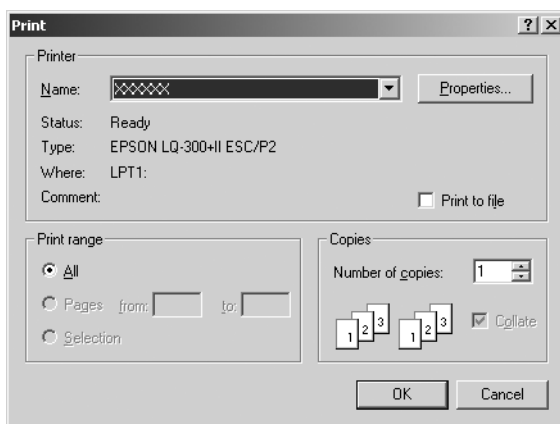 Print
Printer
Name: XXXXXX Properties...
Status: Ready
Type: EPSON LQ-300+II ESC/P2
Where: LPT1:
Comment: Print to file
Print range
All
Pages from: to:
Selection
Copies
Number of copies: 1
1 2 3 1 2 3 Collate
OK Cancel